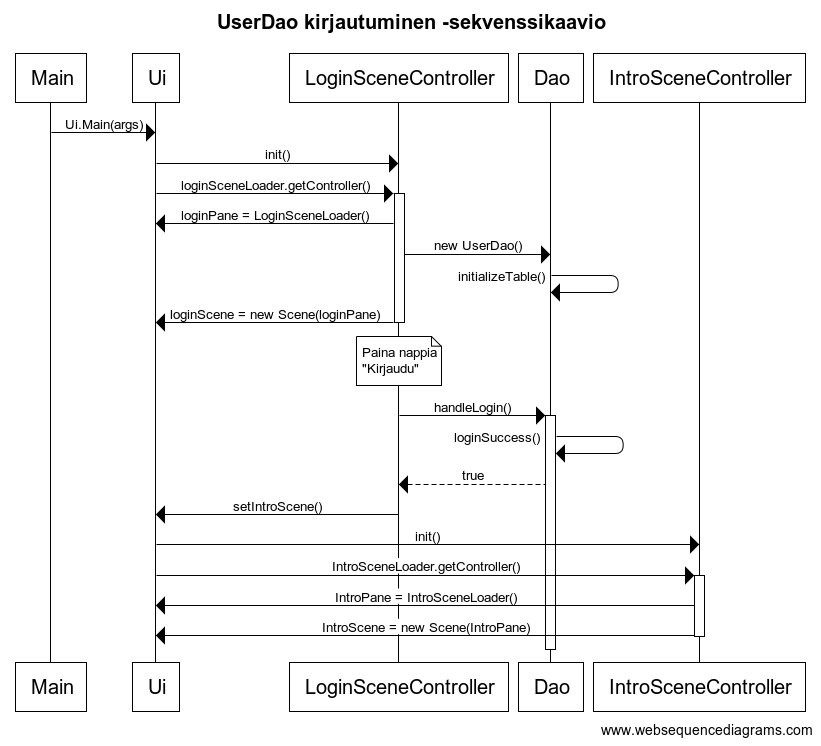 UserDao kirjautuminen -sekvenssikaavio
Main
Ui
LoginSceneController
Dao
IntroSceneController
Ui.Main(args)
init()
loginSceneLoader.getController()
loginPane = LoginSceneLoader()
new UserDao()
initializeTable()
loginScene = new Scene(loginPane)
Paina nappia
"Kirjaudu"
handleLogin()
loginSuccess()
true
setIntroScene()
init()
IntroSceneLoader.getController()
IntroPane = IntroSceneLoader()
IntroScene = new Scene(IntroPane)
Main
Ui
LoginSceneController
Dao
IntroSceneController
www.websequencediagrams.com